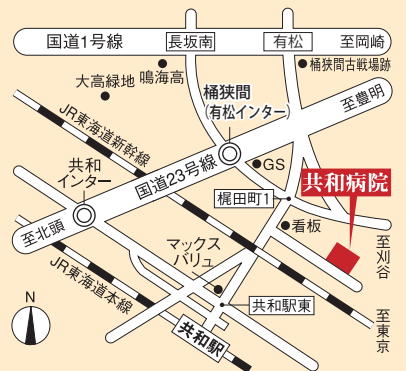 国道1号線
長坂南
有松
至岡崎
鳴海高
桶狭間古戦場跡
大高緑地
桶狭間
(有松インター)
至豊明
JR東海道新幹線
共和
インター
国道23号線
GS
共和病院
梶田町1
看板
至北頭
マックス
バリュ
至刈谷
JR東海道本線
共和駅東
N
共和駅
至東京